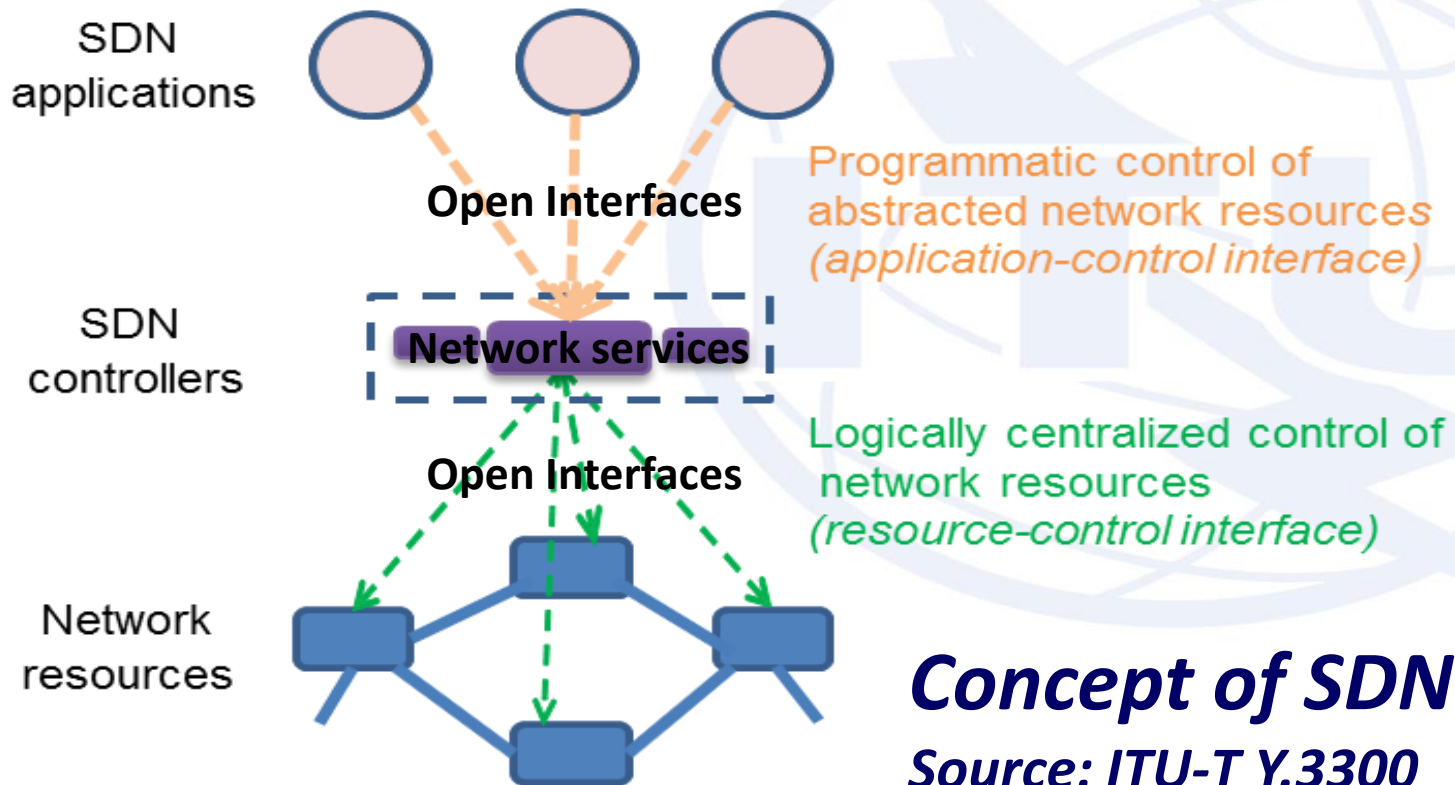 SDN
applications
Open Interfaces
Programmatic control of
abstracted network resources
(application-control interface)
SDN
controllers
Network services
Logically centralized control of
network resources
(resource-control interface)
Open Interfaces
Network
resources
Concept of SDN
Source: ITU-T Y.3300
ITU